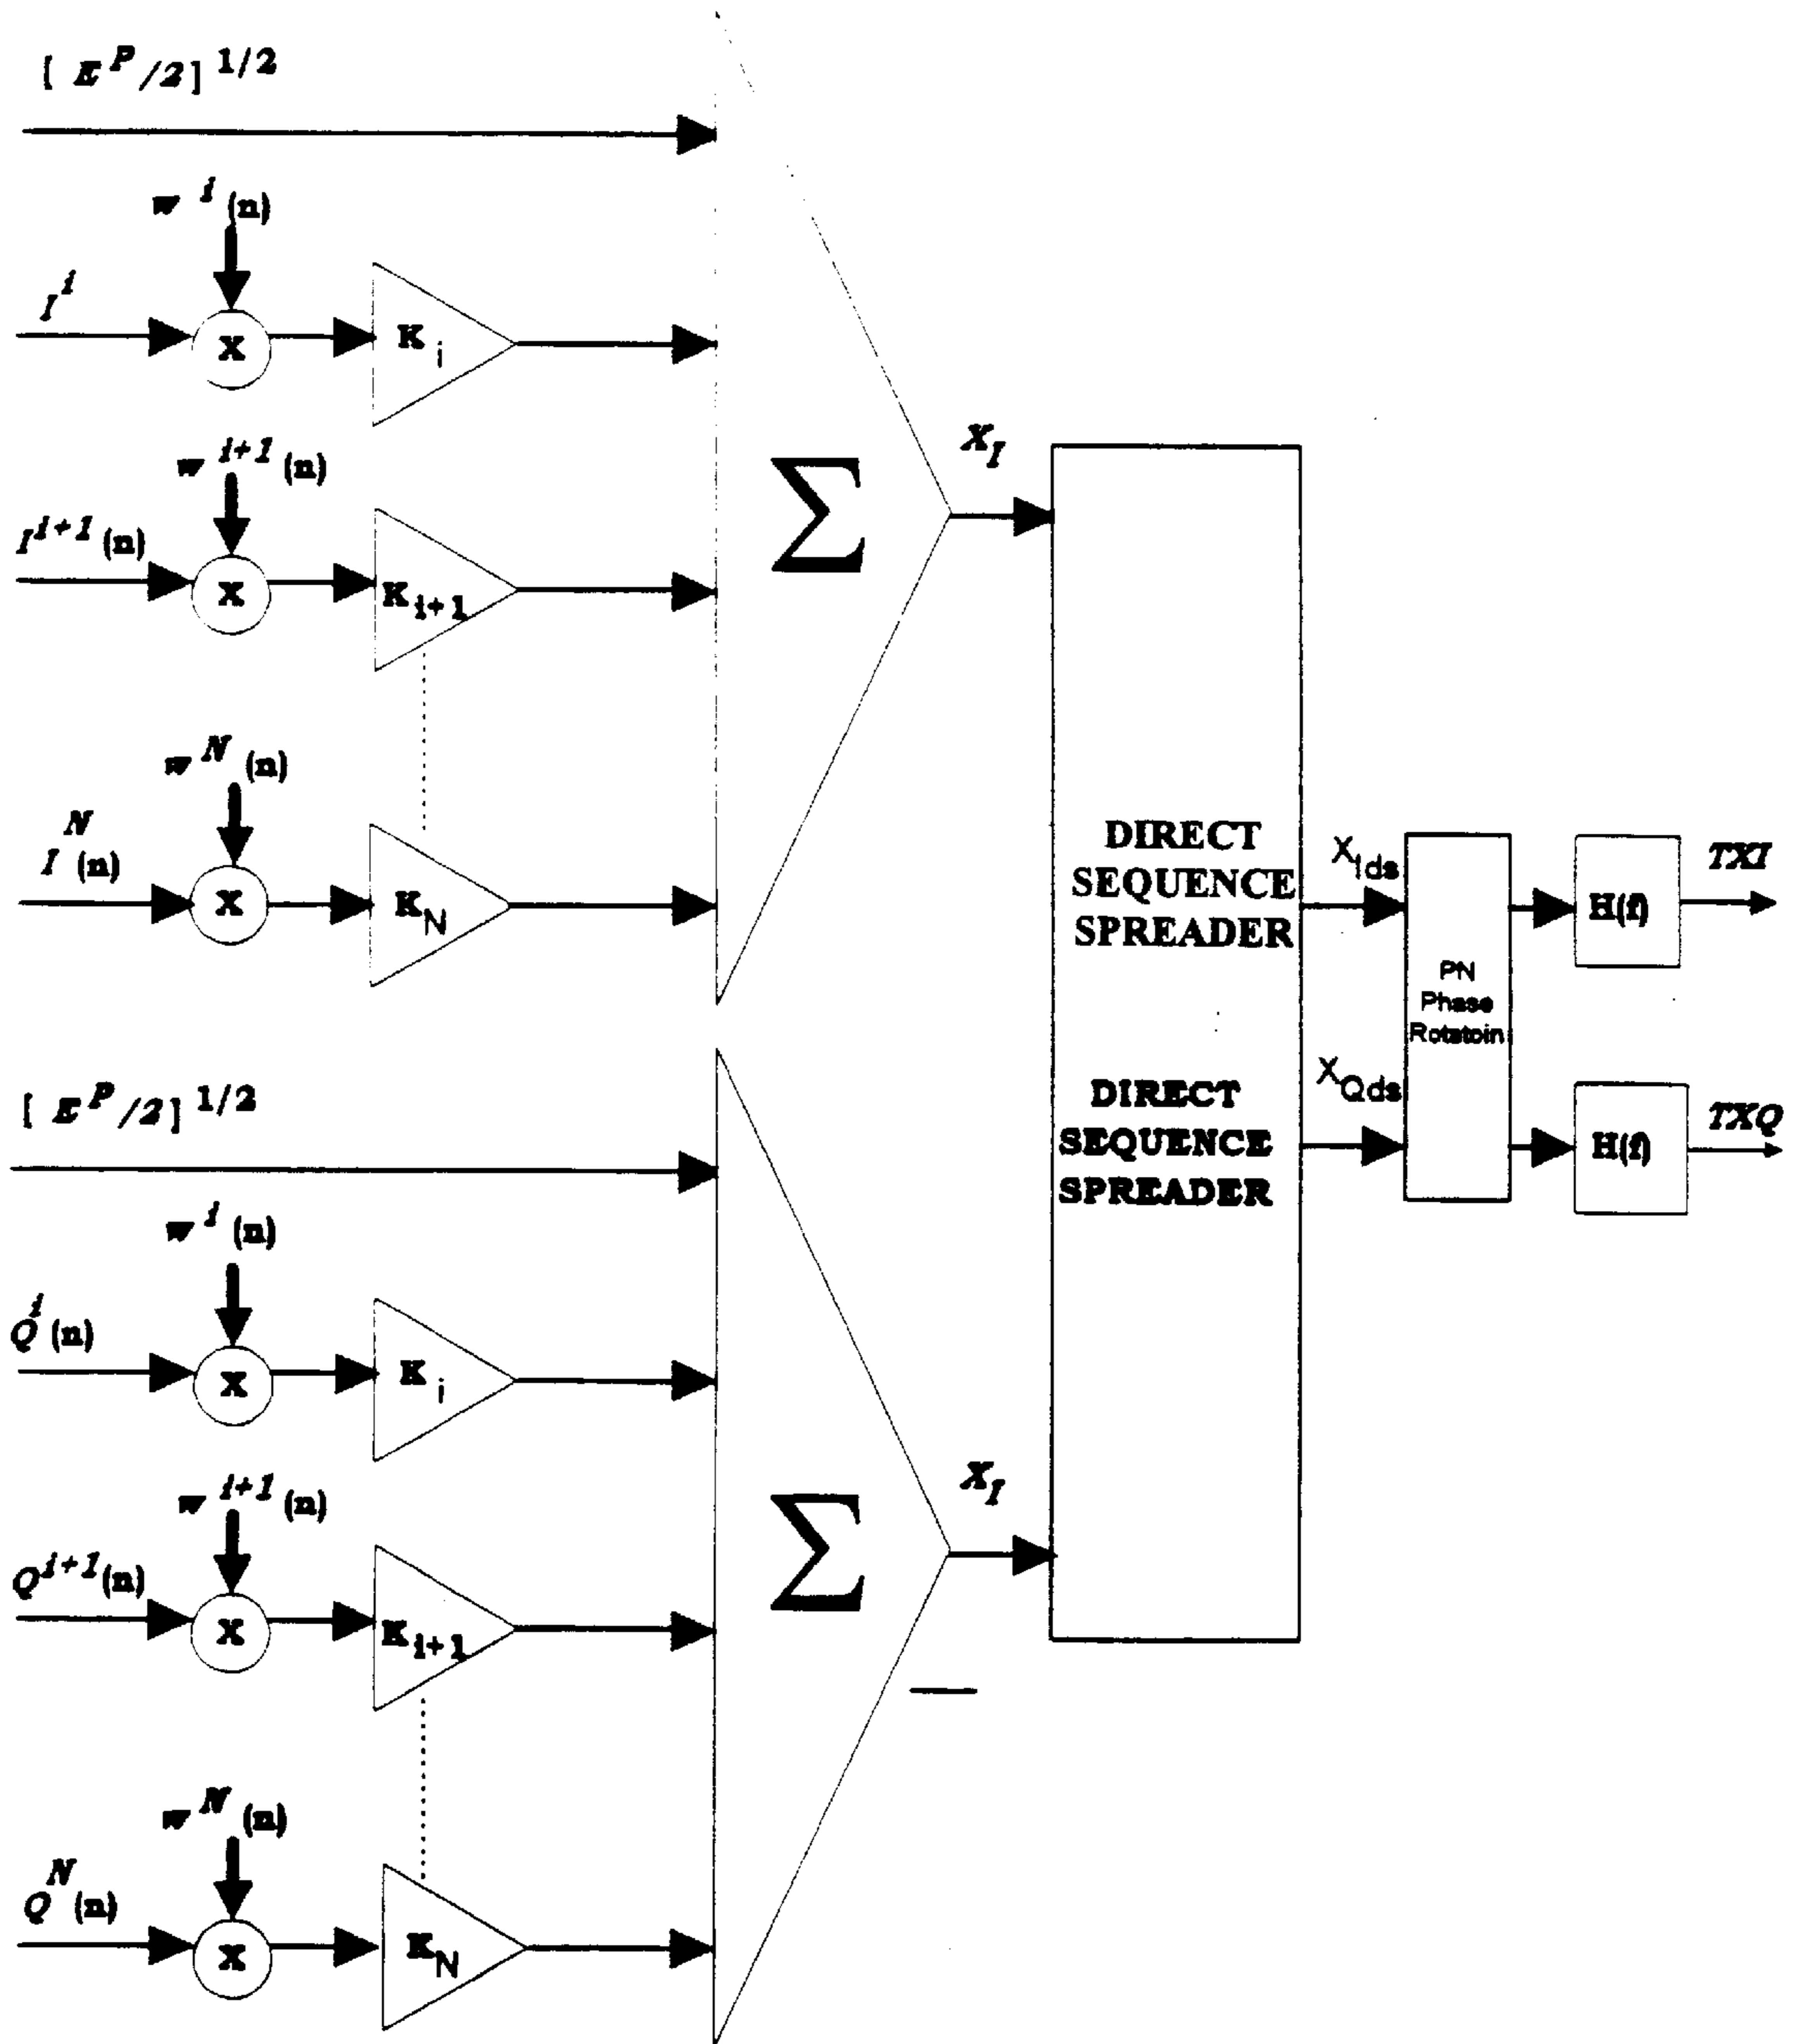 [ E^P /2] 1/2
w^i (n)
I^i
X
K_i
w^i+1 (n)
I^i+1 (n)
X
K_i+1
w^N (n)
I^N (n)
X
K_N
Σ
X_I
[ E^P /2] 1/2
w^i (n)
Q^i (n)
X
K_i
w^i+1 (n)
Q^i+1 (n)
X
K_i+1
w^N (n)
Q^N (n)
X
K_N
Σ
X_I
DIRECT
SEQUENCE
SPREADER
DIRECT
SEQUENCE
SPREADER
X_Ids
X_Qds
PN
Phase
Rotatoin
H(f)
TXI
H(f)
TXQ